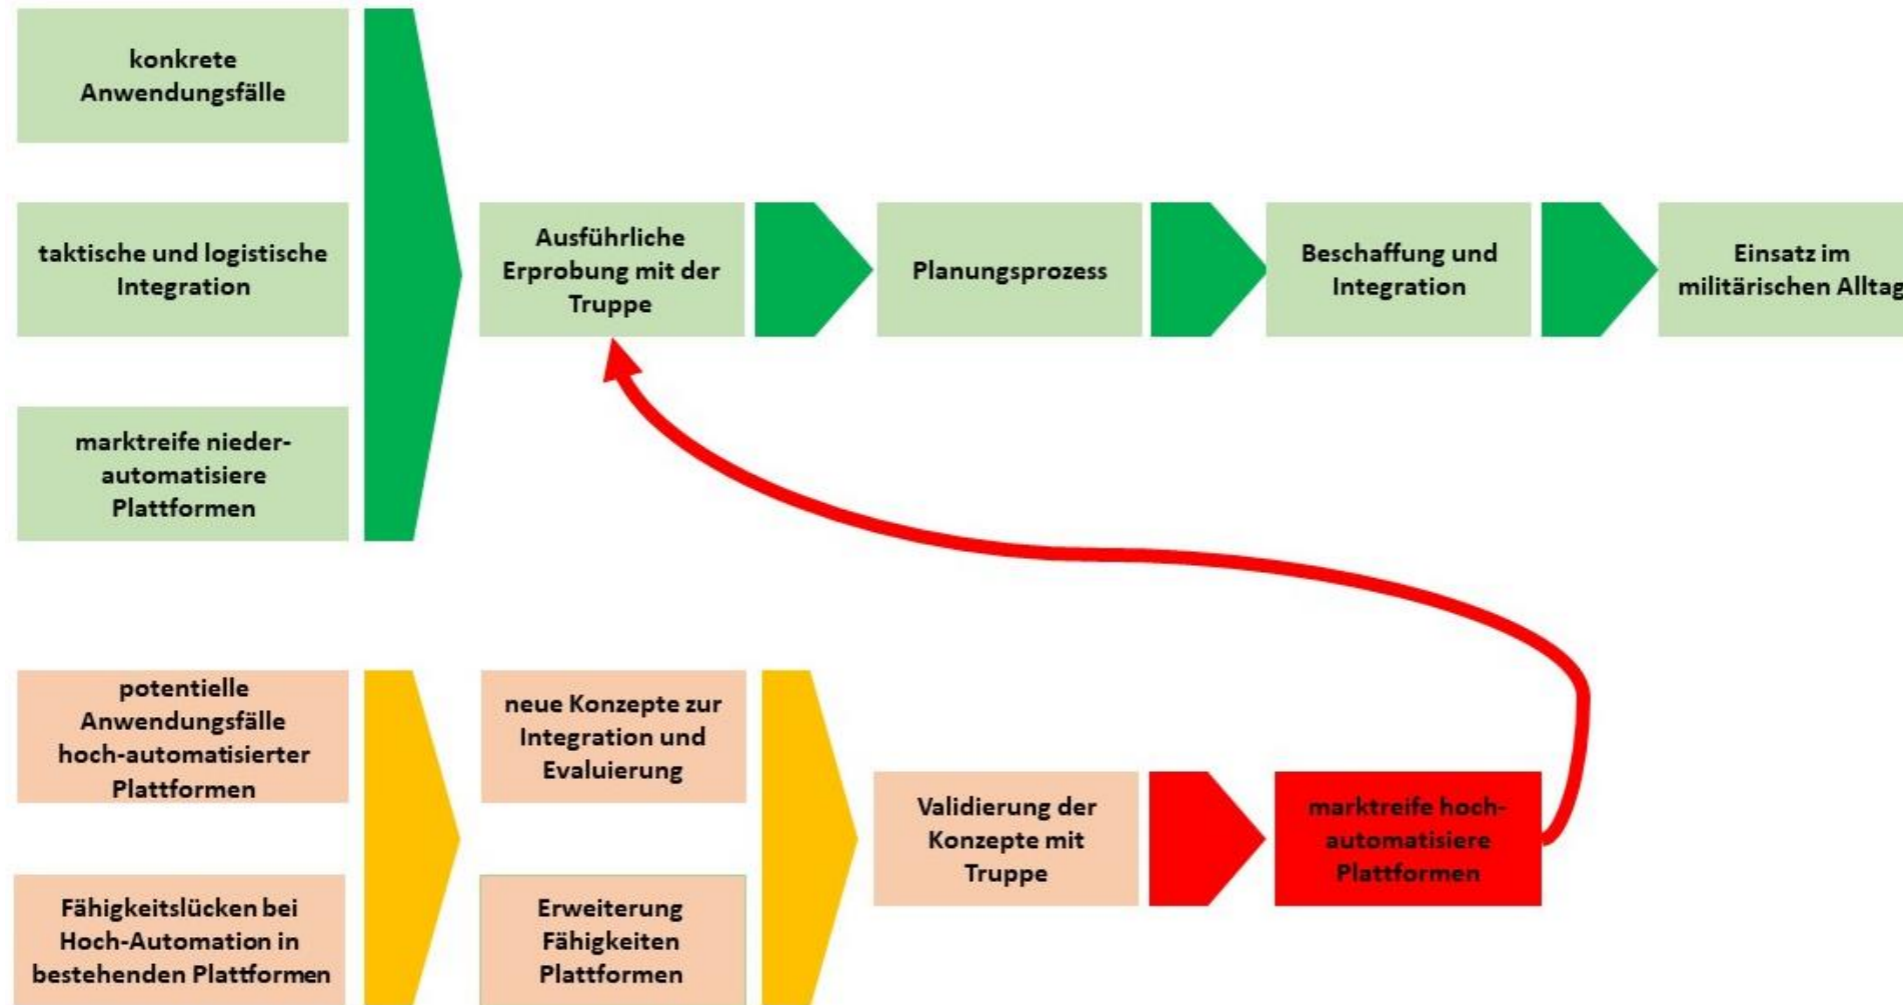 konkrete
Anwendungsfälle
taktische und logistische
Integration
marktreife nieder-
automatisiere
Plattformen
Ausführliche
Erprobung mit der
Truppe
Planungsprozess
Beschaffung und
Integration
Einsatz im
militärischen Alltag
potentielle
Anwendungsfälle
hoch-automatisierter
Plattformen
Fähigkeitslücken bei
Hoch-Automation in
bestehenden Plattformen
neue Konzepte zur
Integration und
Evaluierung
Erweiterung
Fähigkeiten
Plattformen
Validierung der
Konzepte mit
Truppe
marktreife hoch-
automatisiere
Plattformen